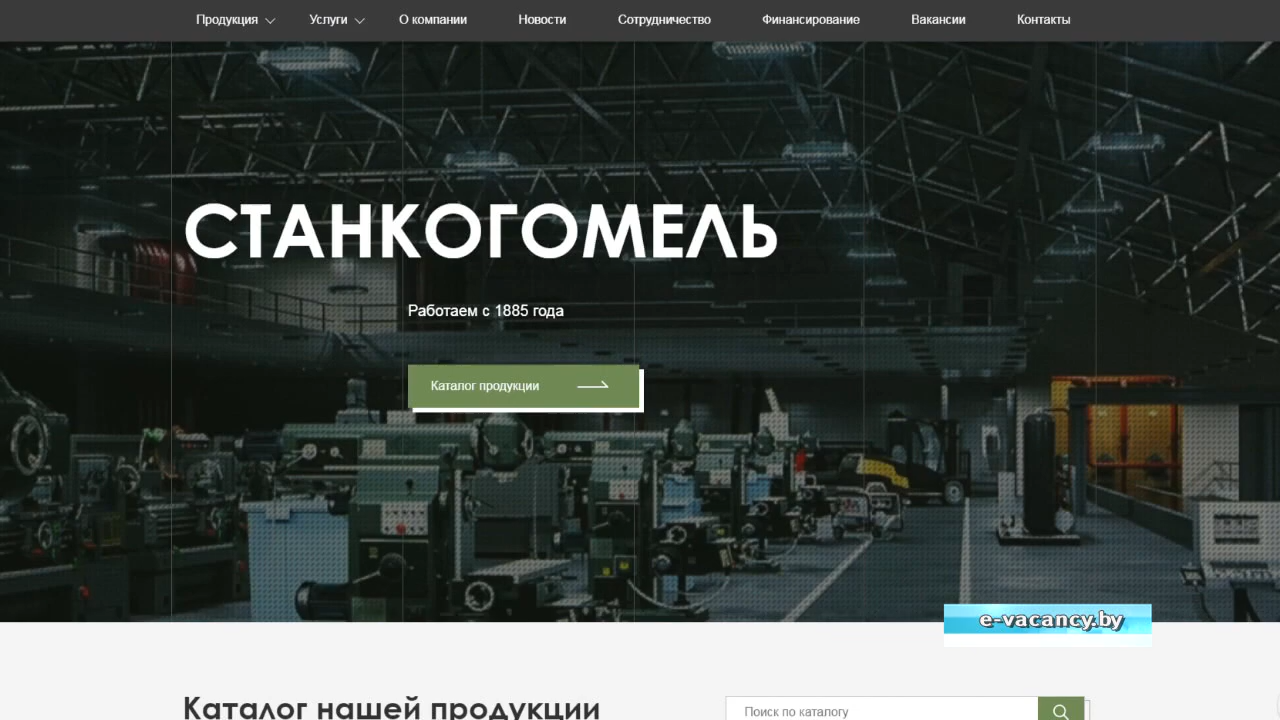 Продукция Услуги О компании Новости Сотрудничество Финансирование Вакансии Контакты
СТАНКОГОМЕЛЬ
Работаем с 1885 года
Каталог продукции
e-vacancy.by
Каталог нашей продукции
Поиск по каталогу